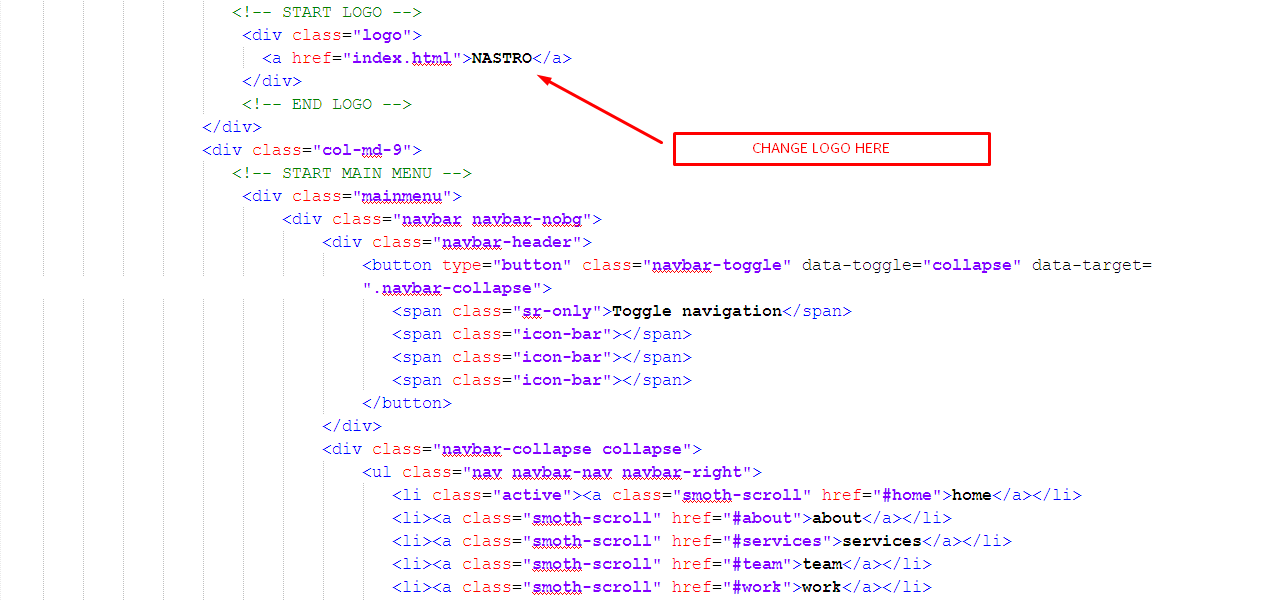 <!-- START LOGO -->
<div class="logo">
<a href="index.html">NASTRO</a>
</div>
<!-- END LOGO -->
</div>
CHANGE LOGO HERE
<div class="col-md-9">
<!-- START MAIN MENU -->
<div class="mainmenu">
<div class="navbar navbar-nobg">
<div class="navbar-header">
<button type="button" class="navbar-toggle" data-toggle="collapse" data-target=
".navbar-collapse">
<span class="sr-only">Toggle navigation</span>
<span class="icon-bar"></span>
<span class="icon-bar"></span>
<span class="icon-bar"></span>
</button>
</div>
<div class="navbar-collapse collapse">
<ul class="nav navbar-nav navbar-right">
<li class="active"><a class="smoth-scroll" href="#home">home</a></li>
<li><a class="smoth-scroll" href="#about">about</a></li>
<li><a class="smoth-scroll" href="#services">services</a></li>
<li><a class="smoth-scroll" href="#team">team</a></li>
<li><a class="smoth-scroll" href="#work">work</a></li>